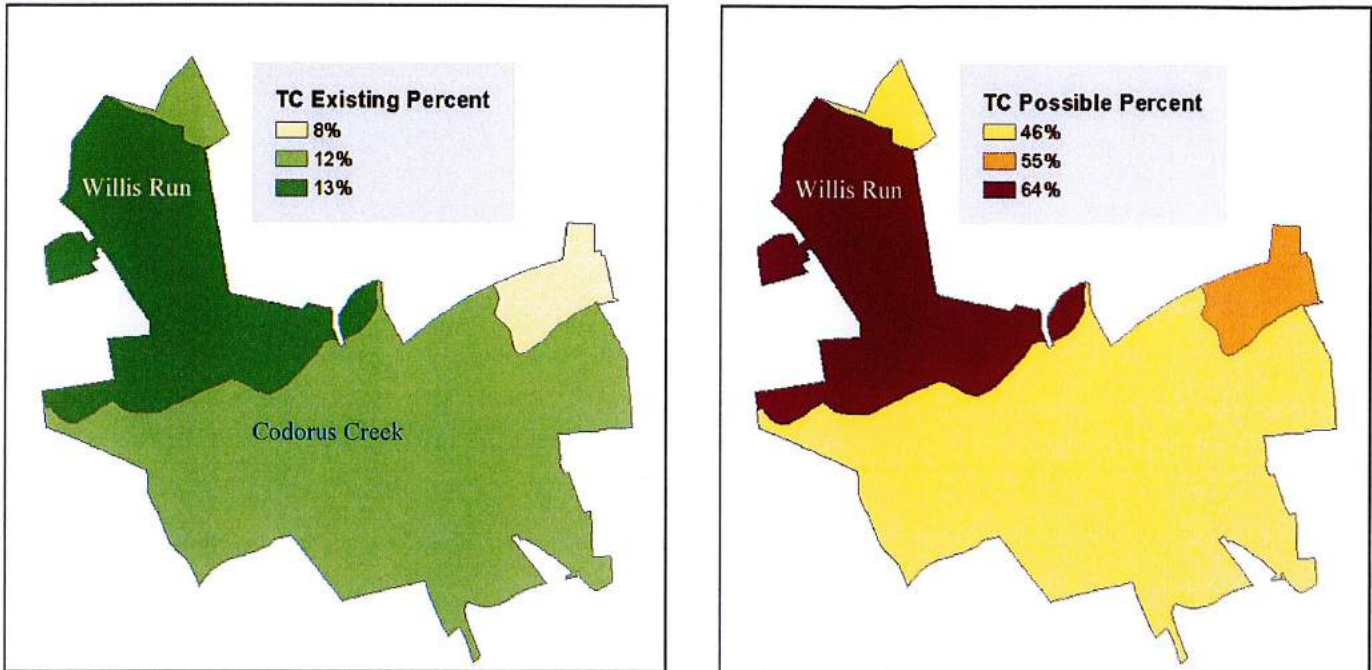 TC Existing Percent
8%
12%
13%
Willis Run
Codorus Creek
TC Possible Percent
46%
55%
64%
Willis Run